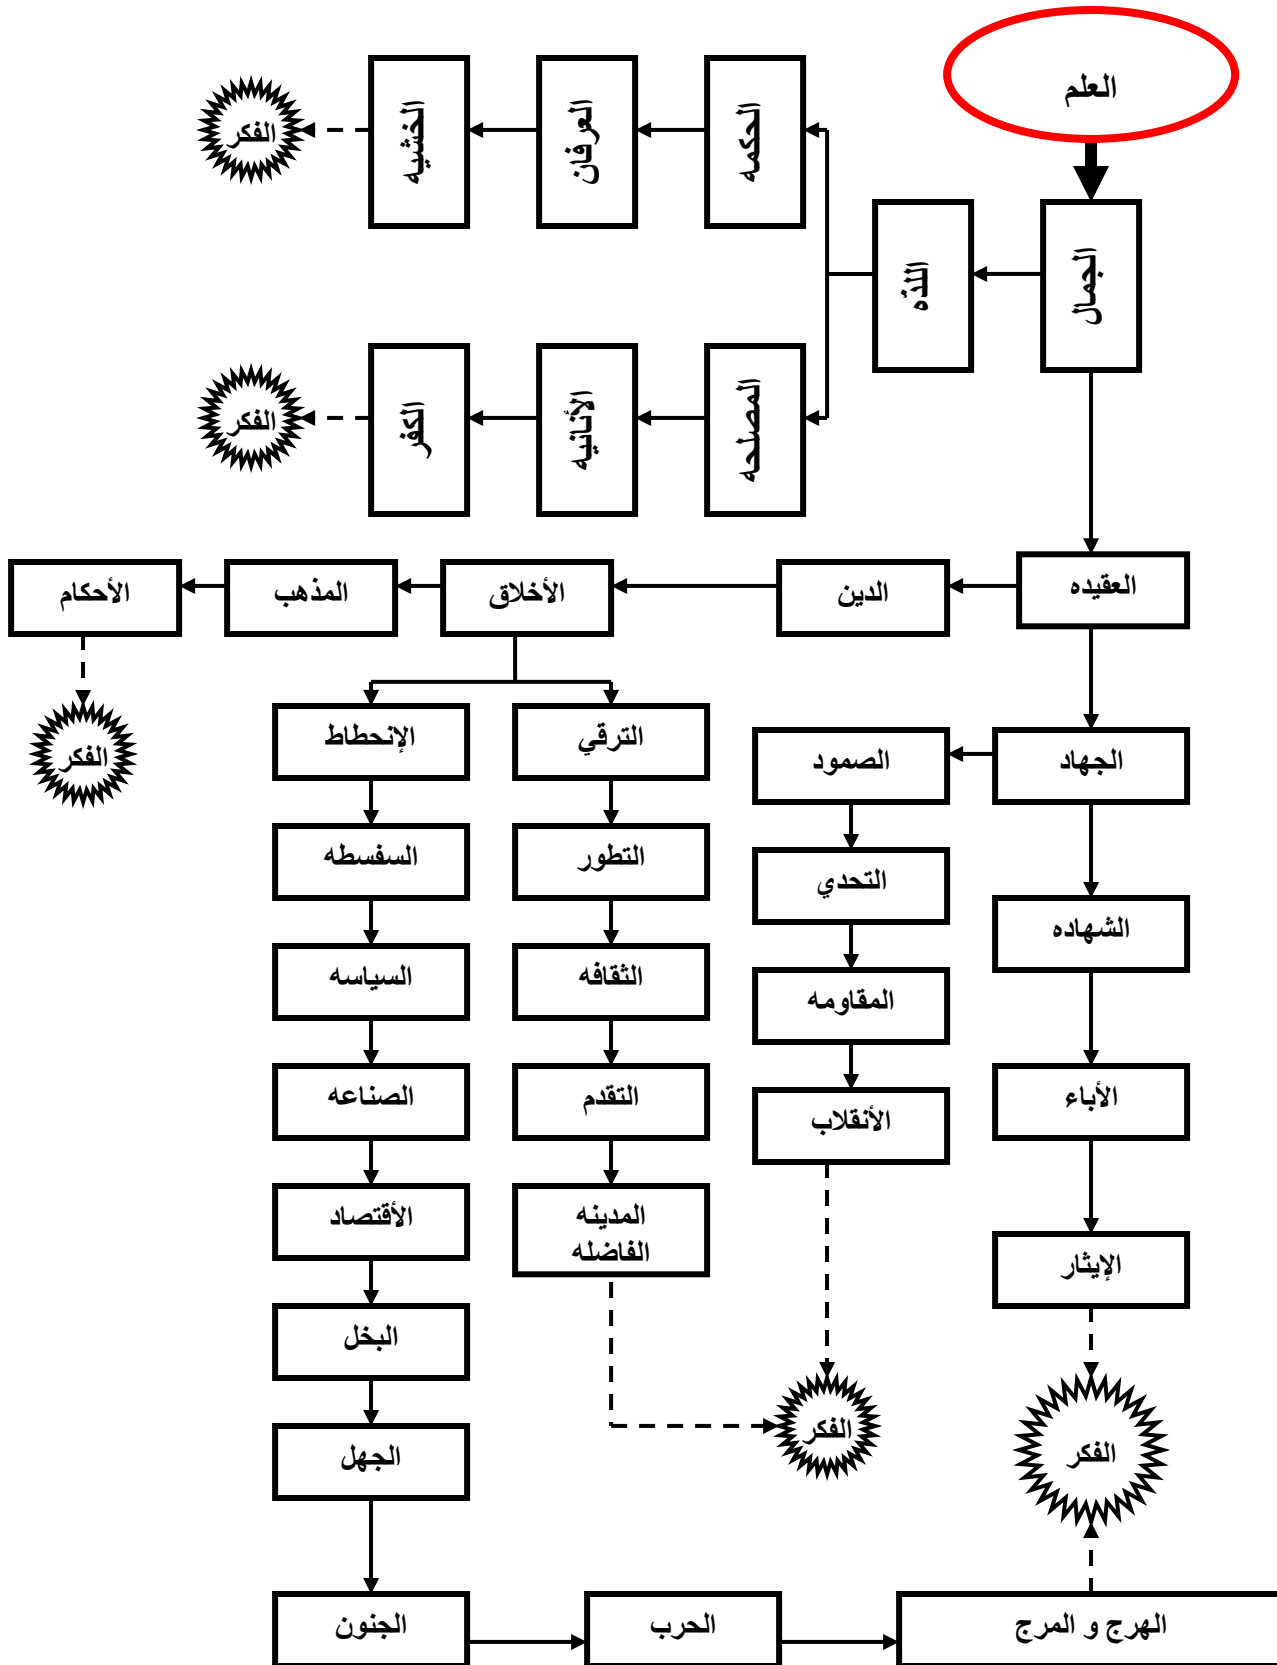 العلم
الجمال
اللذه
الحكمه
العرفان
الخشيه
الفكر
المصلحه
الأنانيه
الكفر
الفكر
العقيده
الدين
الأخلاق
المذهب
الأحكام
الفكر
الجهاد
الصمود
الترقي
الإنحطاط
التحدي
التطور
السفسطه
الشهاده
المقاومه
الثقافه
السياسه
الأباء
الأنقلاب
التقدم
الصناعه
الإيثار
المدينه
الفاضله
الأقتصاد
البخل
الفكر
الفكر
الجهل
الجنون
الحرب
الهرج و المرج